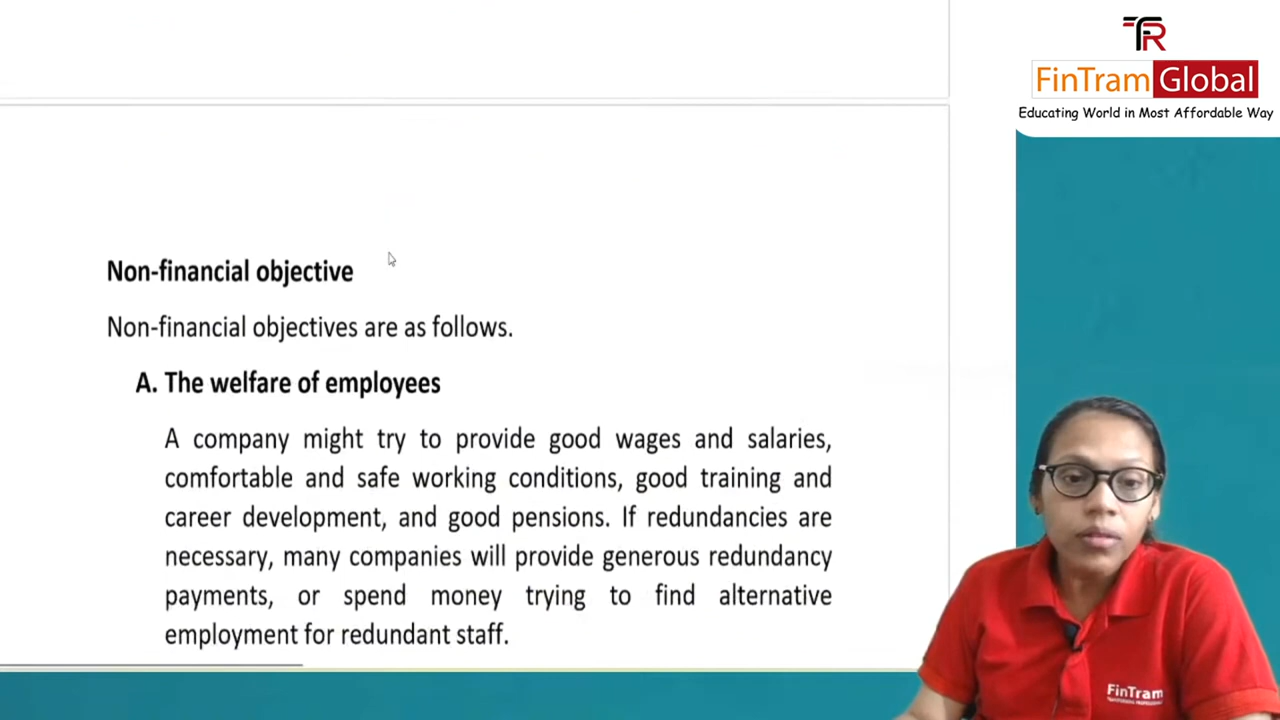 FinTram Global
Educating World in Most Affordable Way
Non-financial objective
Non-financial objectives are as follows.
A. The welfare of employees
A company might try to provide good wages and salaries,
comfortable and safe working conditions, good training and
career development, and good pensions. If redundancies are
necessary, many companies will provide generous redundancy
payments, or spend money trying to find alternative
employment for redundant staff.
FinTram